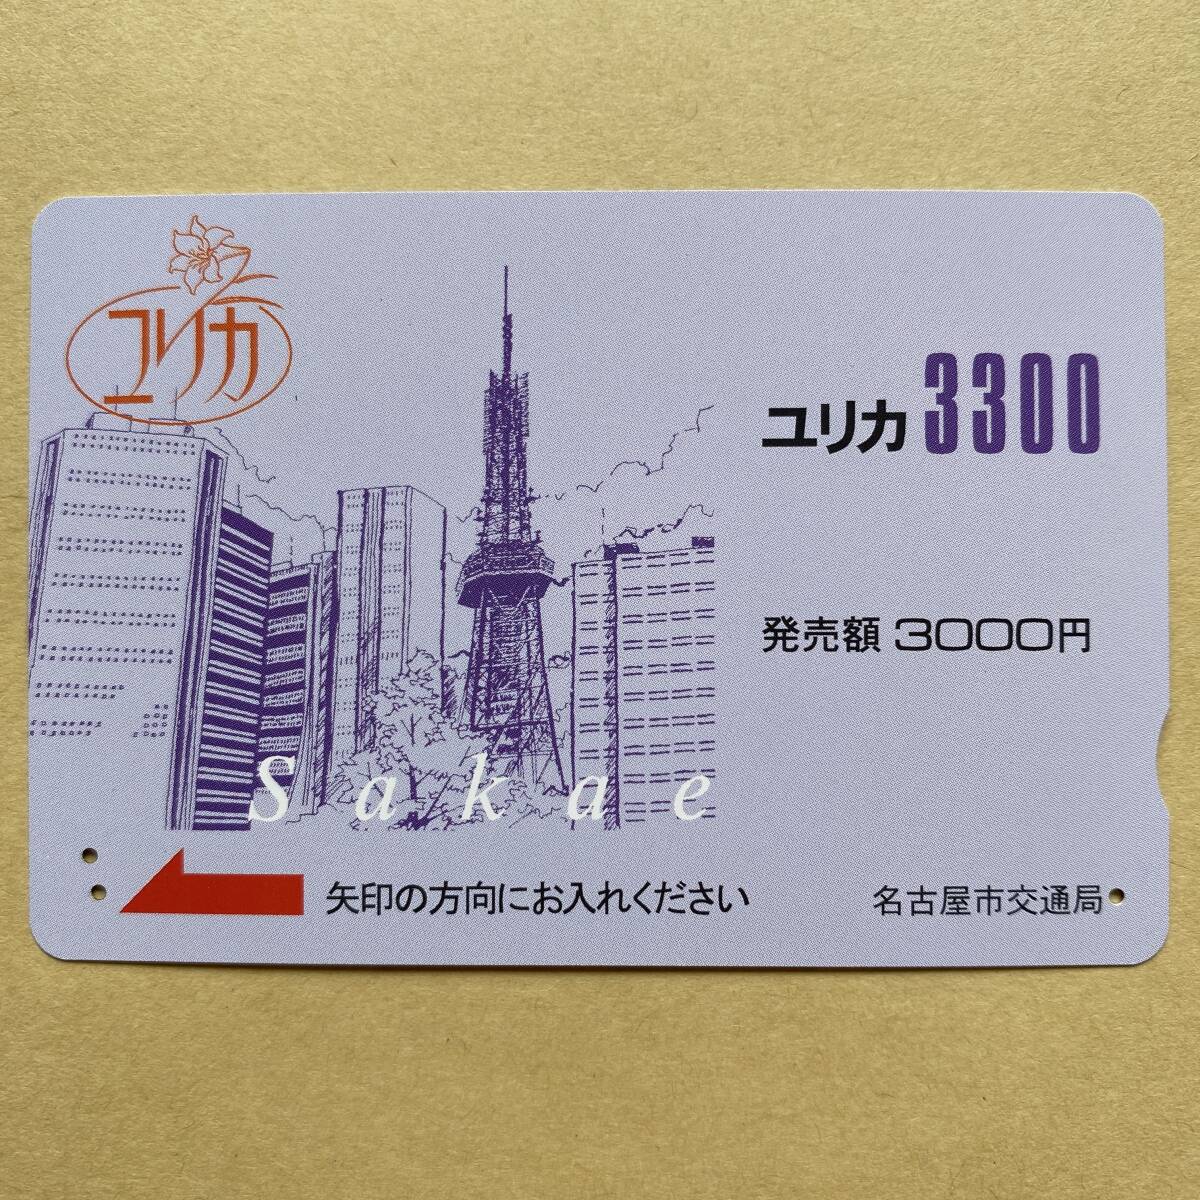 ユリカ
ユリカ 3300
発売額 3000円
Sakae
矢印の方向にお入れください
名古屋市交通局